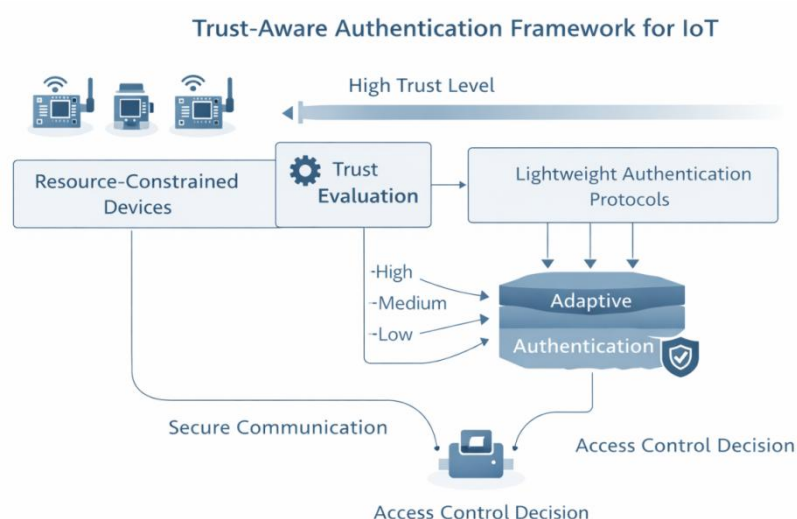 Trust-Aware Authentication Framework for IoT
High Trust Level
Resource-Constrained
Devices
Trust
Evaluation
Lightweight Authentication
Protocols
-High
-Medium
-Low
Adaptive
Authentication
Secure Communication
Access Control Decision
Access Control Decision